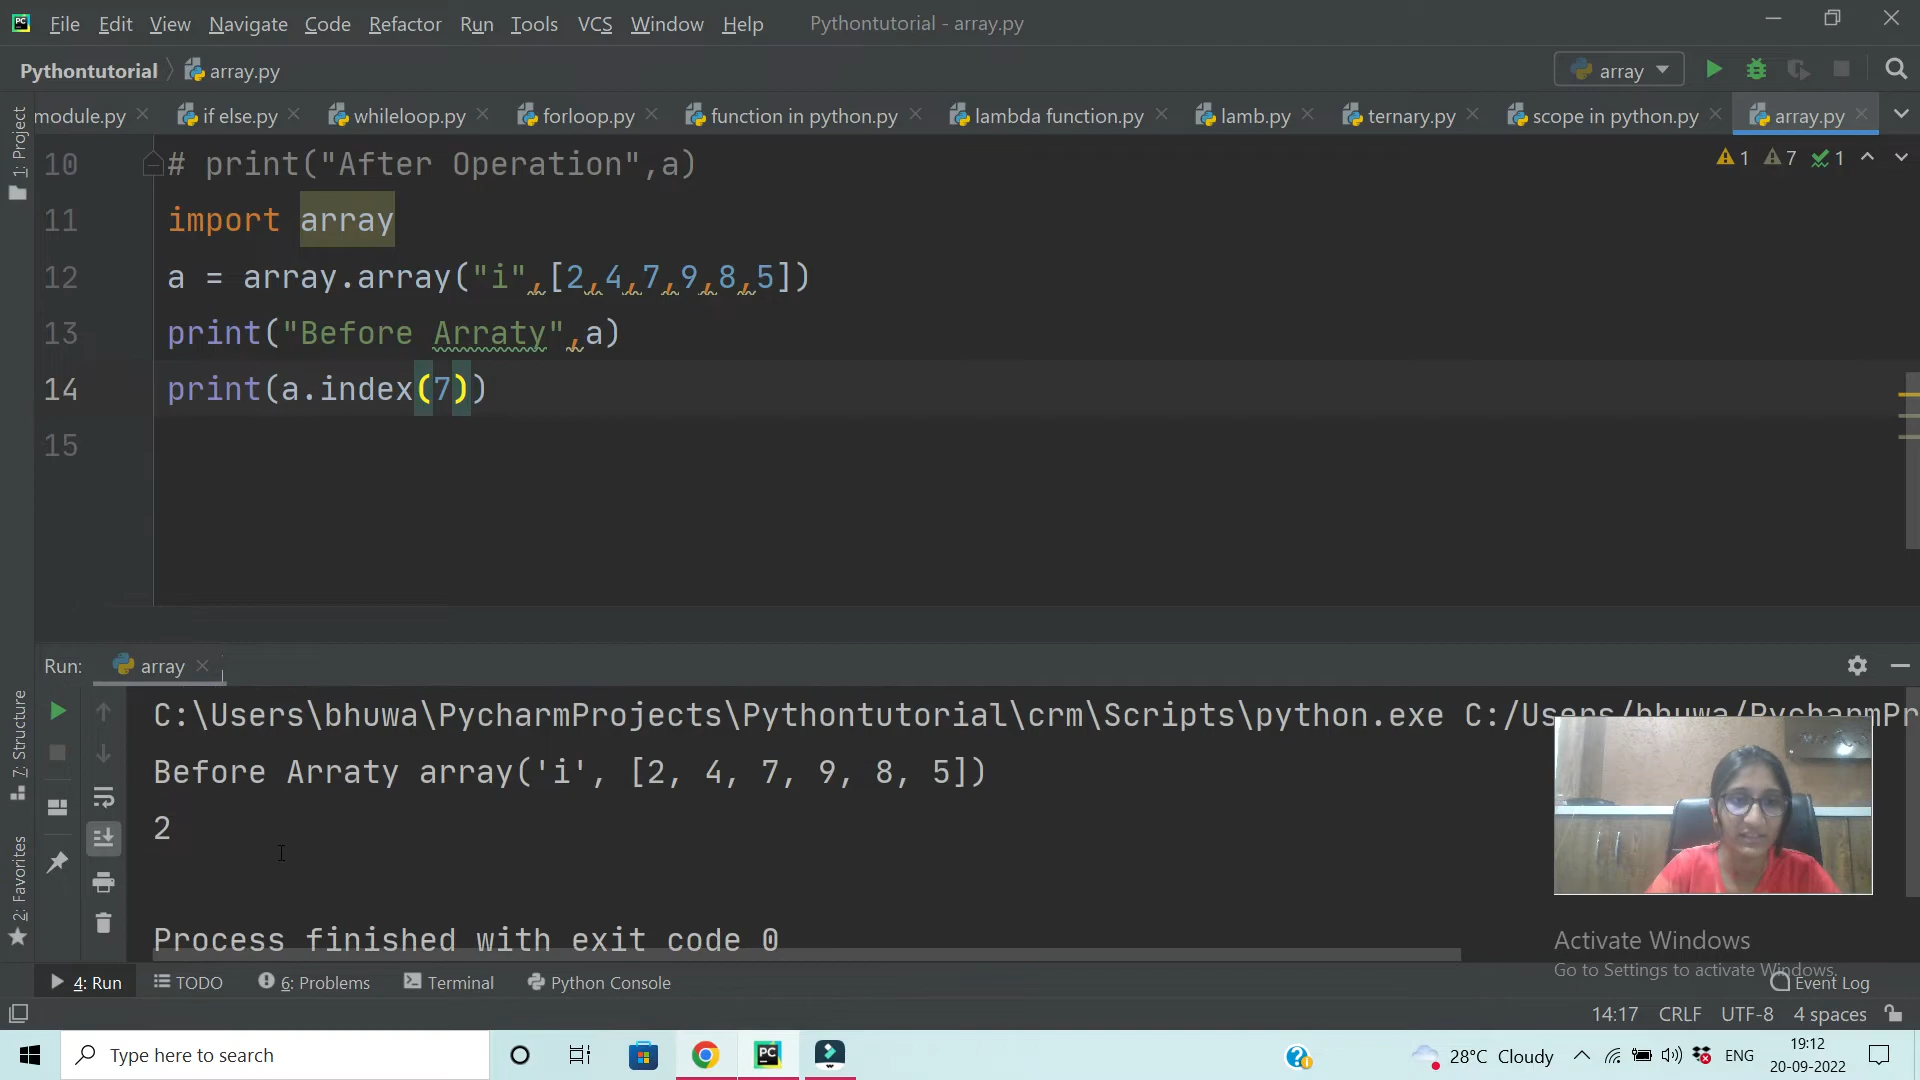 File Edit View Navigate Code Refactor Run Tools VCS Window Help Pythontutorial - array.py
Pythontutorial array.py array
1: Project
module.py if else.py whileloop.py forloop.py function in python.py lambda function.py lamb.py ternary.py scope in python.py array.py
1 7 1
10 # print("After Operation",a)
11 import array
12 a = array.array("i",[2,4,7,9,8,5])
13 print("Before Arraty",a)
14 print(a.index(7))
15
Run: array
7: Structure
2: Favorites
C:\Users\bhuwa\PycharmProjects\Pythontutorial\crm\Scripts\python.exe C:/Users/bhuwa/PycharmPr
Before Arraty array('i', [2, 4, 7, 9, 8, 5])
2
Process finished with exit code 0
Activate Windows
Go to Settings to activate Windows.
4: Run TODO 6: Problems Terminal Python Console Event Log
14:17 CRLF UTF-8 4 spaces
Type here to search
28°C Cloudy ENG 19:12
20-09-2022